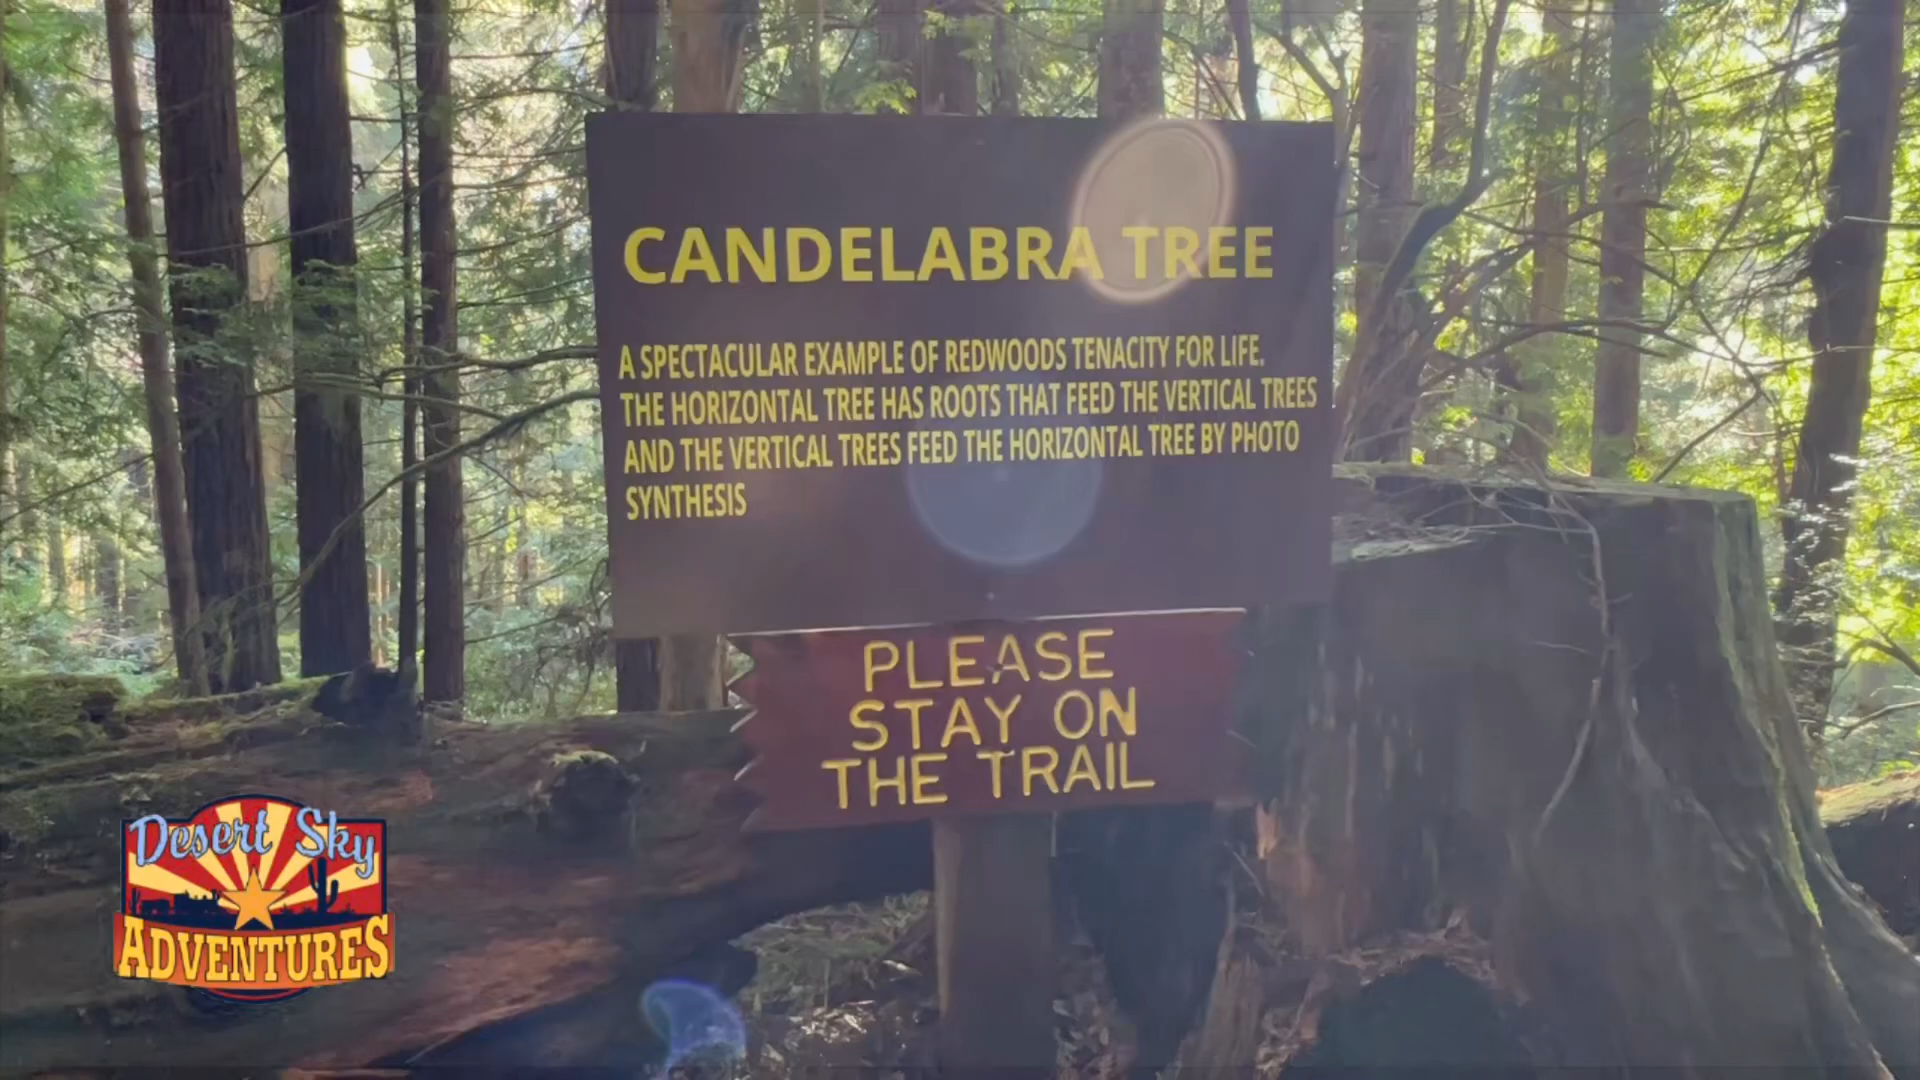 CANDELABRA TREE
A SPECTACULAR EXAMPLE OF REDWOODS TENACITY FOR LIFE.
THE HORIZONTAL TREE HAS ROOTS THAT FEED THE VERTICAL TREES
AND THE VERTICAL TREES FEED THE HORIZONTAL TREE BY PHOTO
SYNTHESIS
PLEASE
STAY ON
THE TRAIL
Desert Sky
ADVENTURES